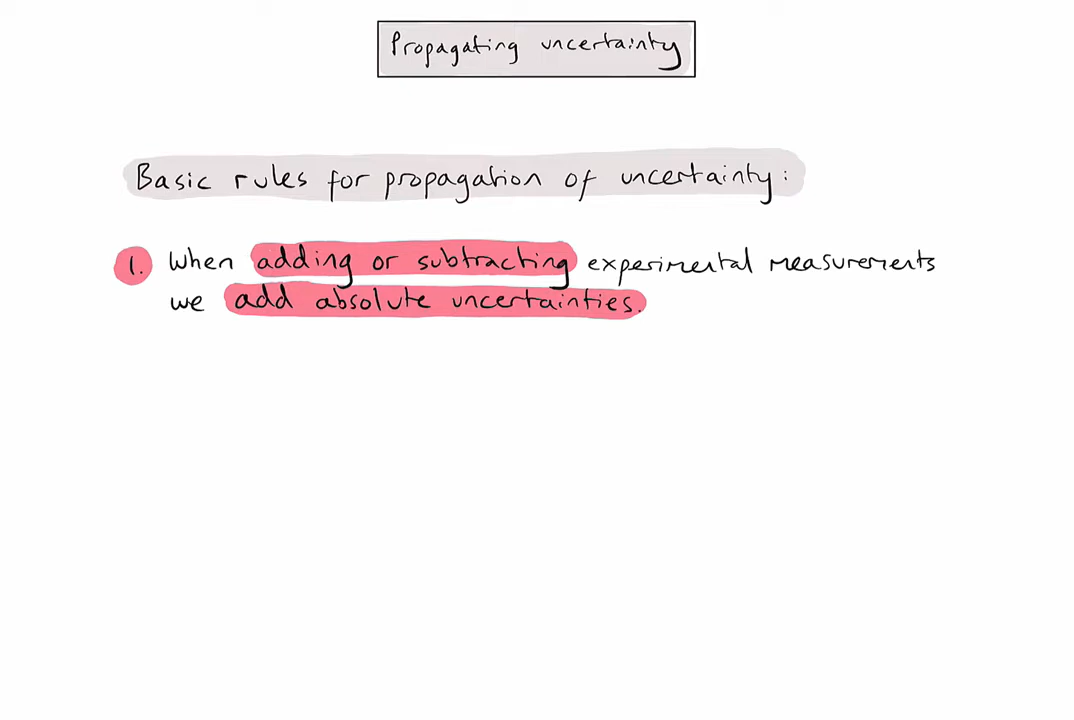 Propagating uncertainty
Basic rules for propagation of uncertainty:
1. When adding or subtracting experimental measurements
we add absolute uncertainties.